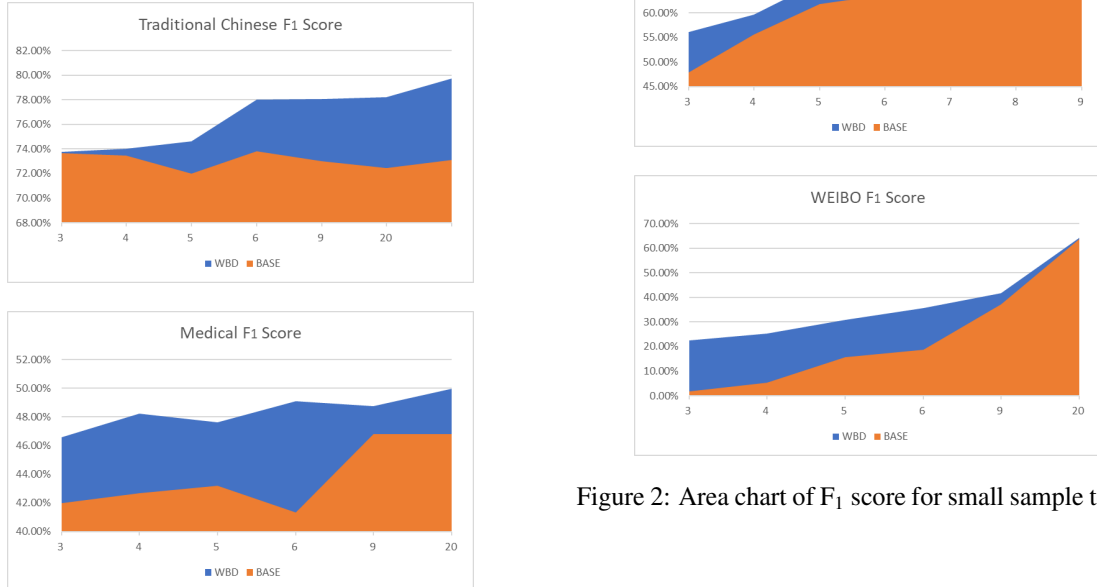 Traditional Chinese F1 Score
82.00%
80.00%
78.00%
76.00%
74.00%
72.00%
70.00%
68.00%
3 4 5 6 9 20
WBD BASE
Medical F1 Score
52.00%
50.00%
48.00%
46.00%
44.00%
42.00%
40.00%
3 4 5 6 9 20
WBD BASE
60.00%
55.00%
50.00%
45.00%
3 4 5 6 7 8 9
WBD BASE
WEIBO F1 Score
70.00%
60.00%
50.00%
40.00%
30.00%
20.00%
10.00%
0.00%
3 4 5 6 9 20
WBD BASE
Figure 2: Area chart of F1 score for small sample